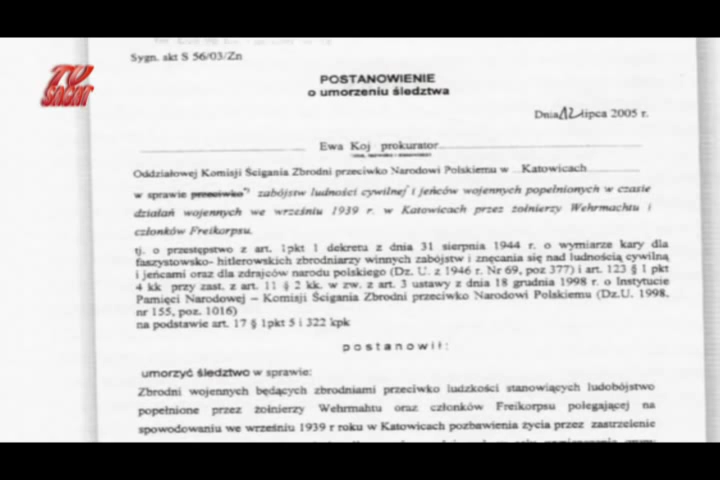 TV
Sygn. akt S 56/03/Zn
POSTANOWIENIE
o umorzeniu śledztwa
Dnia 12 lipca 2005 r.
Ewa Koj prokurator
Oddziałowej Komisji Ścigania Zbrodni przeciwko Narodowi Polskiemu w Katowicach
w sprawie przeciwko*) zabójstw ludności cywilnej i jeńców wojennych popełnionych w czasie
działań wojennych we wrześniu 1939 r. w Katowicach przez żołnierzy Wehrmachtu i
członków Freikorpsu.
tj. o przestępstwo z art. 1pkt 1 dekretu z dnia 31 sierpnia 1944 r. o wymiarze kary dla
faszystowsko- hitlerowskich zbrodniarzy winnych zabójstw i znęcania się nad ludnością cywilną
i jeńcami oraz dla zdrajców narodu polskiego (Dz. U. z 1946 r. Nr 69, poz 377) i art. 123 § 1 pkt
4 kk przy zast. z art. 11 § 2 kk. w zw. z art. 3 ustawy z dnia 18 grudnia 1998 r. o Instytucie
Pamięci Narodowej – Komisji Ścigania Zbrodni przeciwko Narodowi Polskiemu (Dz.U. 1998,
nr 155, poz. 1016)
na podstawie art. 17 § 1pkt 5 i 322 kpk
postanowił:
umorzyć śledztwo w sprawie:
Zbrodni wojennych będących zbrodniami przeciwko ludzkości stanowiących ludobójstwo
popełnione przez żołnierzy Wehrmahtu oraz członków Freikorpsu polegającej na
spowodowaniu we wrześniu 1939 roku w Katowicach pozbawienia życia przez zastrzelenie